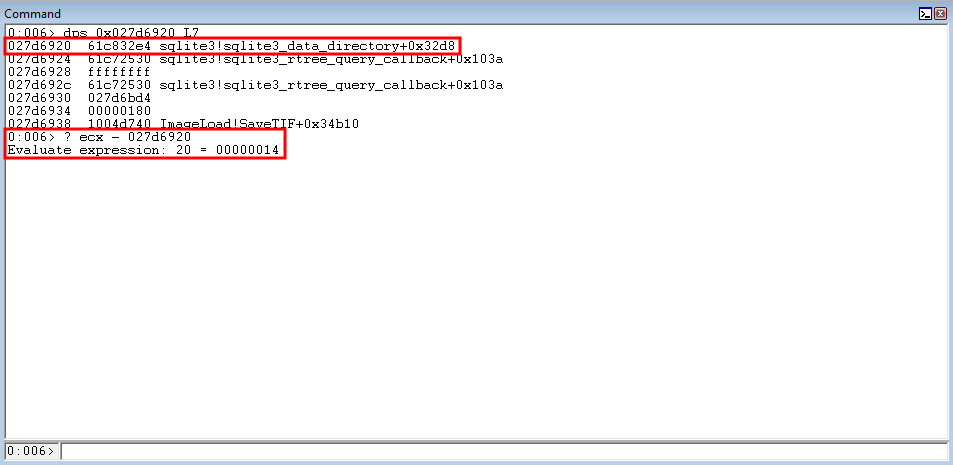 Command
0:006> dps 0x027d6920 L7
027d6920  61c832e4 sqlite3!sqlite3_data_directory+0x32d8
027d6924  61c72530 sqlite3!sqlite3_rtree_query_callback+0x103a
027d6928  ffffffff
027d692c  61c72530 sqlite3!sqlite3_rtree_query_callback+0x103a
027d6930  027d6bd4
027d6934  00000180
027d6938  1004d740 ImageLoad!SaveTIF+0x34b10
0:006> ? ecx - 027d6920
Evaluate expression: 20 = 00000014
0:006>